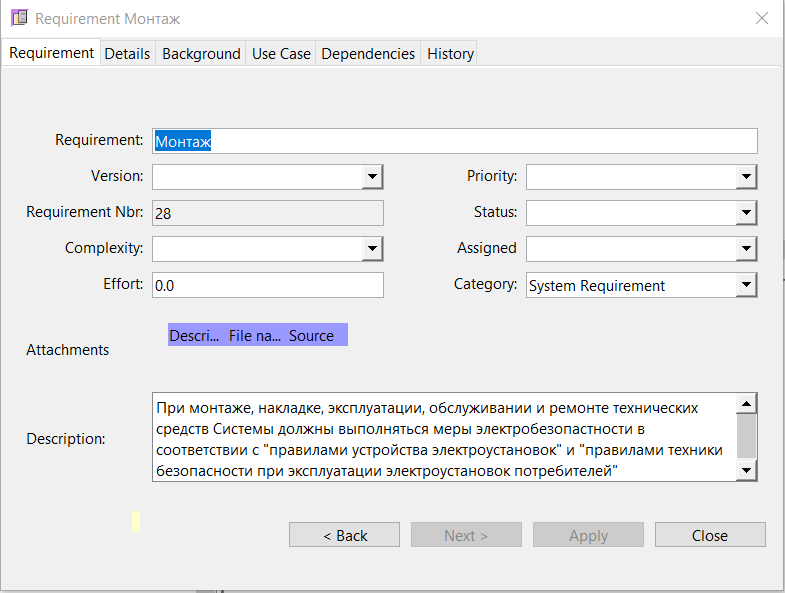 Requirement Монтаж
Requirement Details Background Use Case Dependencies History
Requirement: Монтаж
Version: Priority:
Requirement Nbr: 28 Status:
Complexity: Assigned
Effort: 0.0 Category: System Requirement
Attachments Descri... File na... Source
Description:
При монтаже, накладке, эксплуатации, обслуживании и ремонте технических
средств Системы должны выполняться меры электробезопастности в
соответствии с "правилами устройства электроустановок" и "правилами техники
безопасности при эксплуатации электроустановок потребителей"
< Back Next > Apply Close